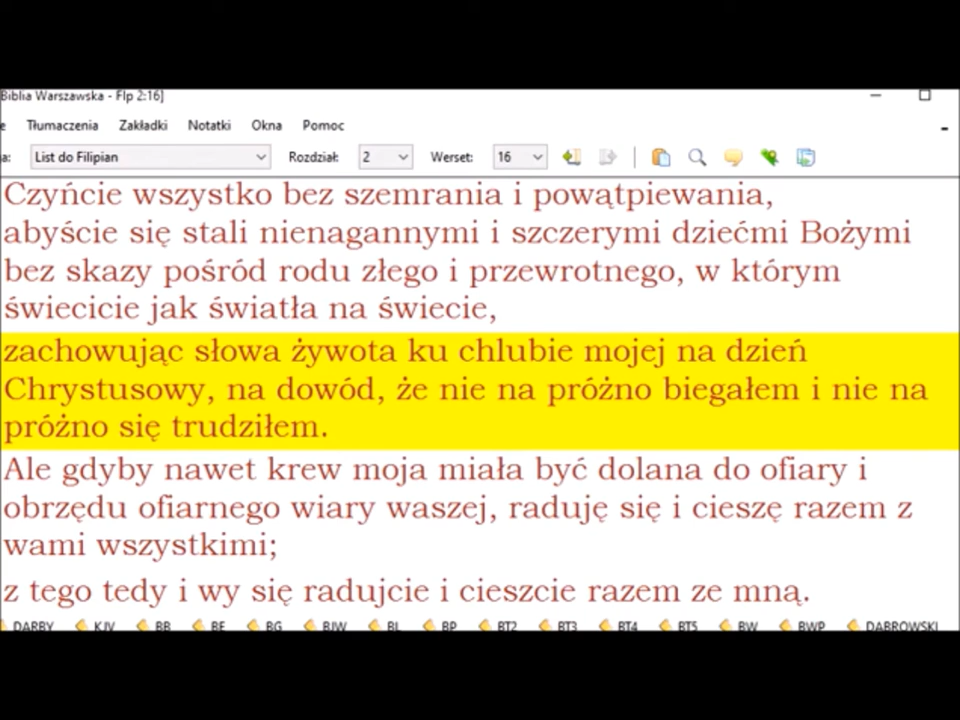 Biblia Warszawska - Flp 2:16]
Tłumaczenia Zakładki Notatki Okna Pomoc
a: List do Filipian Rozdział: 2 Werset: 16
Czyńcie wszystko bez szemrania i powątpiewania,
abyście się stali nienagannymi i szczerymi dziećmi Bożymi
bez skazy pośród rodu złego i przewrotnego, w którym
świecicie jak światła na świecie,
zachowując słowa żywota ku chlubie mojej na dzień
Chrystusowy, na dowód, że nie na próżno biegałem i nie na
próżno się trudziłem.
Ale gdyby nawet krew moja miała być dolana do ofiary i
obrzędu ofiarnego wiary waszej, raduję się i cieszę razem z
wami wszystkimi;
z tego tedy i wy się radujcie i cieszcie razem ze mną.
DARBY KJV BB BE BG BJW BL BP BT2 BT3 BT4 BT5 BW BWP DABROWSKI